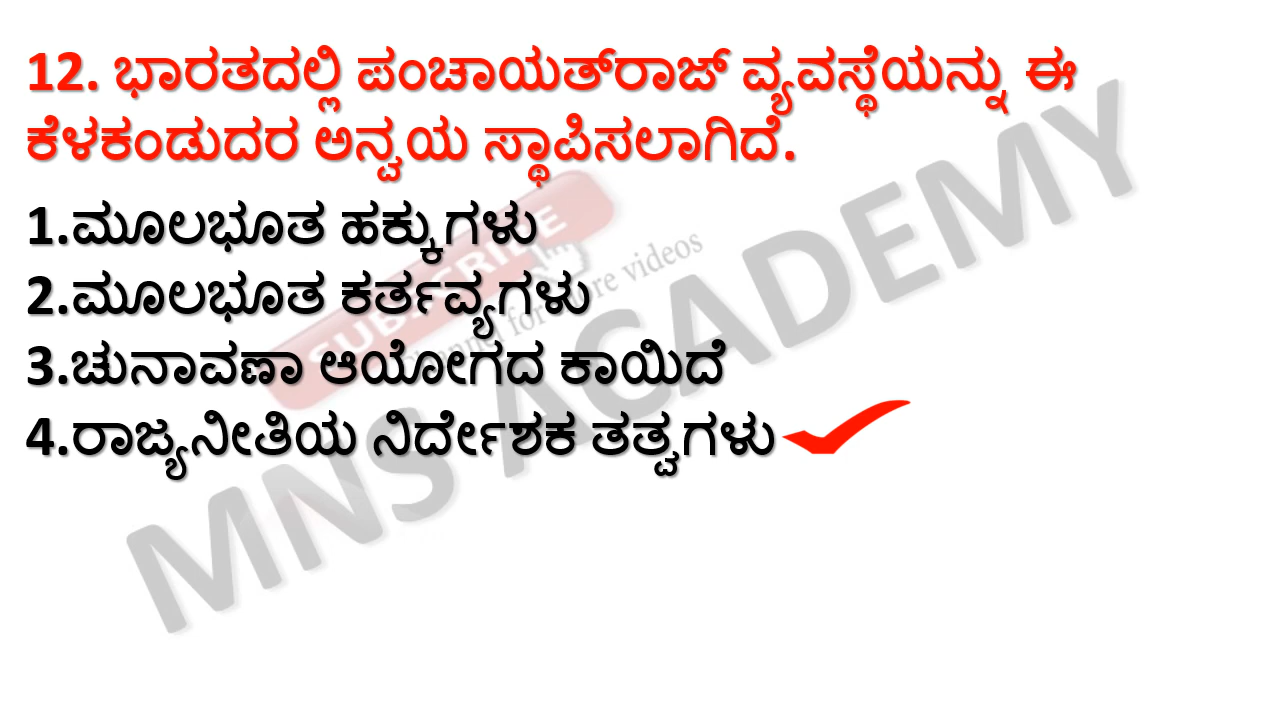 12. ಭಾರತದಲ್ಲಿ ಪಂಚಾಯತ್‌ರಾಜ್ ವ್ಯವಸ್ಥೆಯನ್ನು ಈ
ಕೆಳಕಂಡುದರ ಅನ್ವಯ ಸ್ಥಾಪಿಸಲಾಗಿದೆ.
1.ಮೂಲಭೂತ ಹಕ್ಕುಗಳು
2.ಮೂಲಭೂತ ಕರ್ತವ್ಯಗಳು
3.ಚುನಾವಣಾ ಆಯೋಗದ ಕಾಯಿದೆ
4.ರಾಜ್ಯನೀತಿಯ ನಿರ್ದೇಶಕ ತತ್ವಗಳು
SUBSCRIBE
channel for more videos
MNS ACADEMY